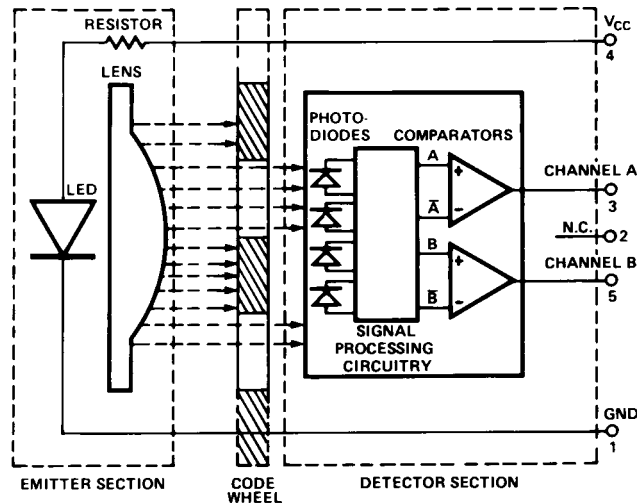 RESISTOR
V_CC
4
LENS
PHOTO-
DIODES
COMPARATORS
LED
A
+
CHANNEL A
3
A̅
−
N.C.
2
B
+
CHANNEL B
5
B̅
−
SIGNAL
PROCESSING
CIRCUITRY
GND
1
EMITTER SECTION
CODE
WHEEL
DETECTOR SECTION